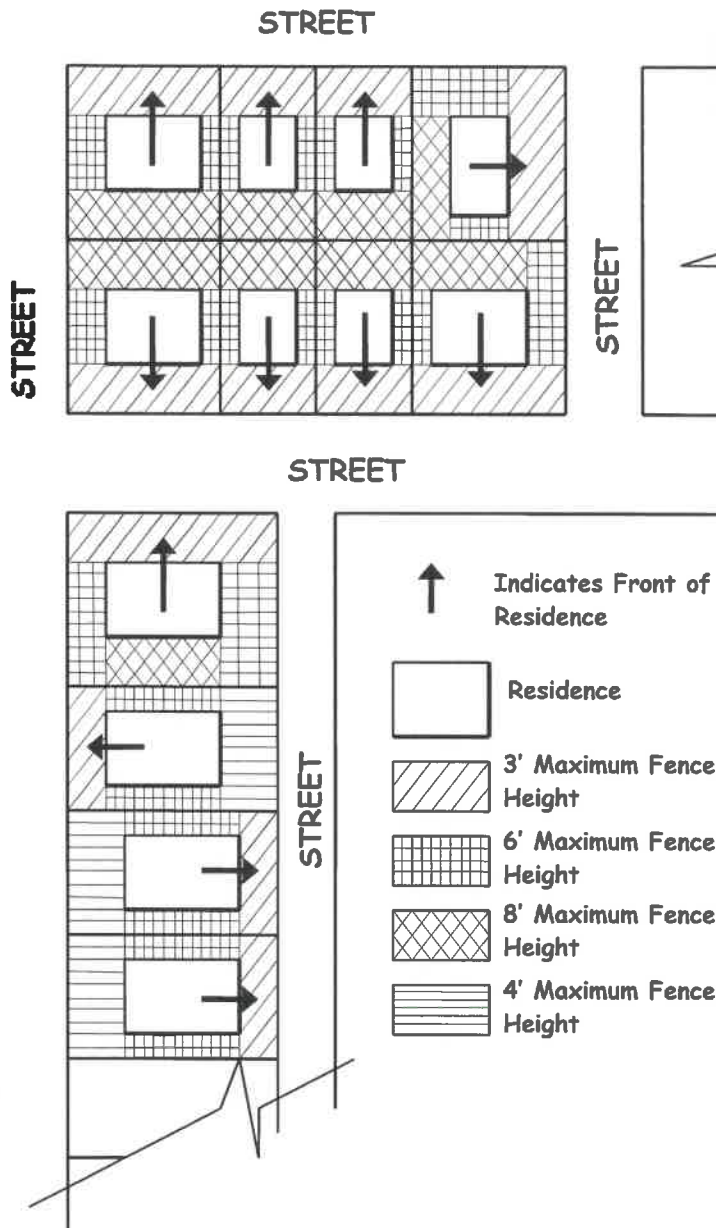 STREET
STREET
STREET
STREET
STREET
Indicates Front of
Residence
Residence
3' Maximum Fence
Height
6' Maximum Fence
Height
8' Maximum Fence
Height
4' Maximum Fence
Height